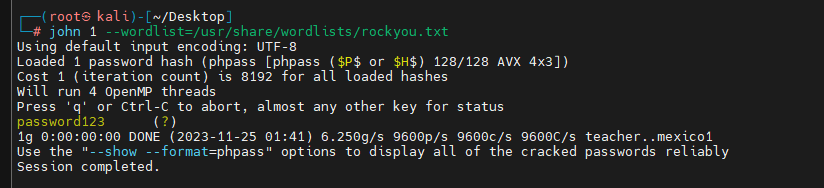 ┌──(root㉿ kali)-[~/Desktop]
└─# john 1 --wordlist=/usr/share/wordlists/rockyou.txt
Using default input encoding: UTF-8
Loaded 1 password hash (phpass [phpass ($P$ or $H$) 128/128 AVX 4x3])
Cost 1 (iteration count) is 8192 for all loaded hashes
Will run 4 OpenMP threads
Press 'q' or Ctrl-C to abort, almost any other key for status
password123      (?)
1g 0:00:00:00 DONE (2023-11-25 01:41) 6.250g/s 9600p/s 9600c/s 9600C/s teacher..mexico1
Use the "--show --format=phpass" options to display all of the cracked passwords reliably
Session completed.